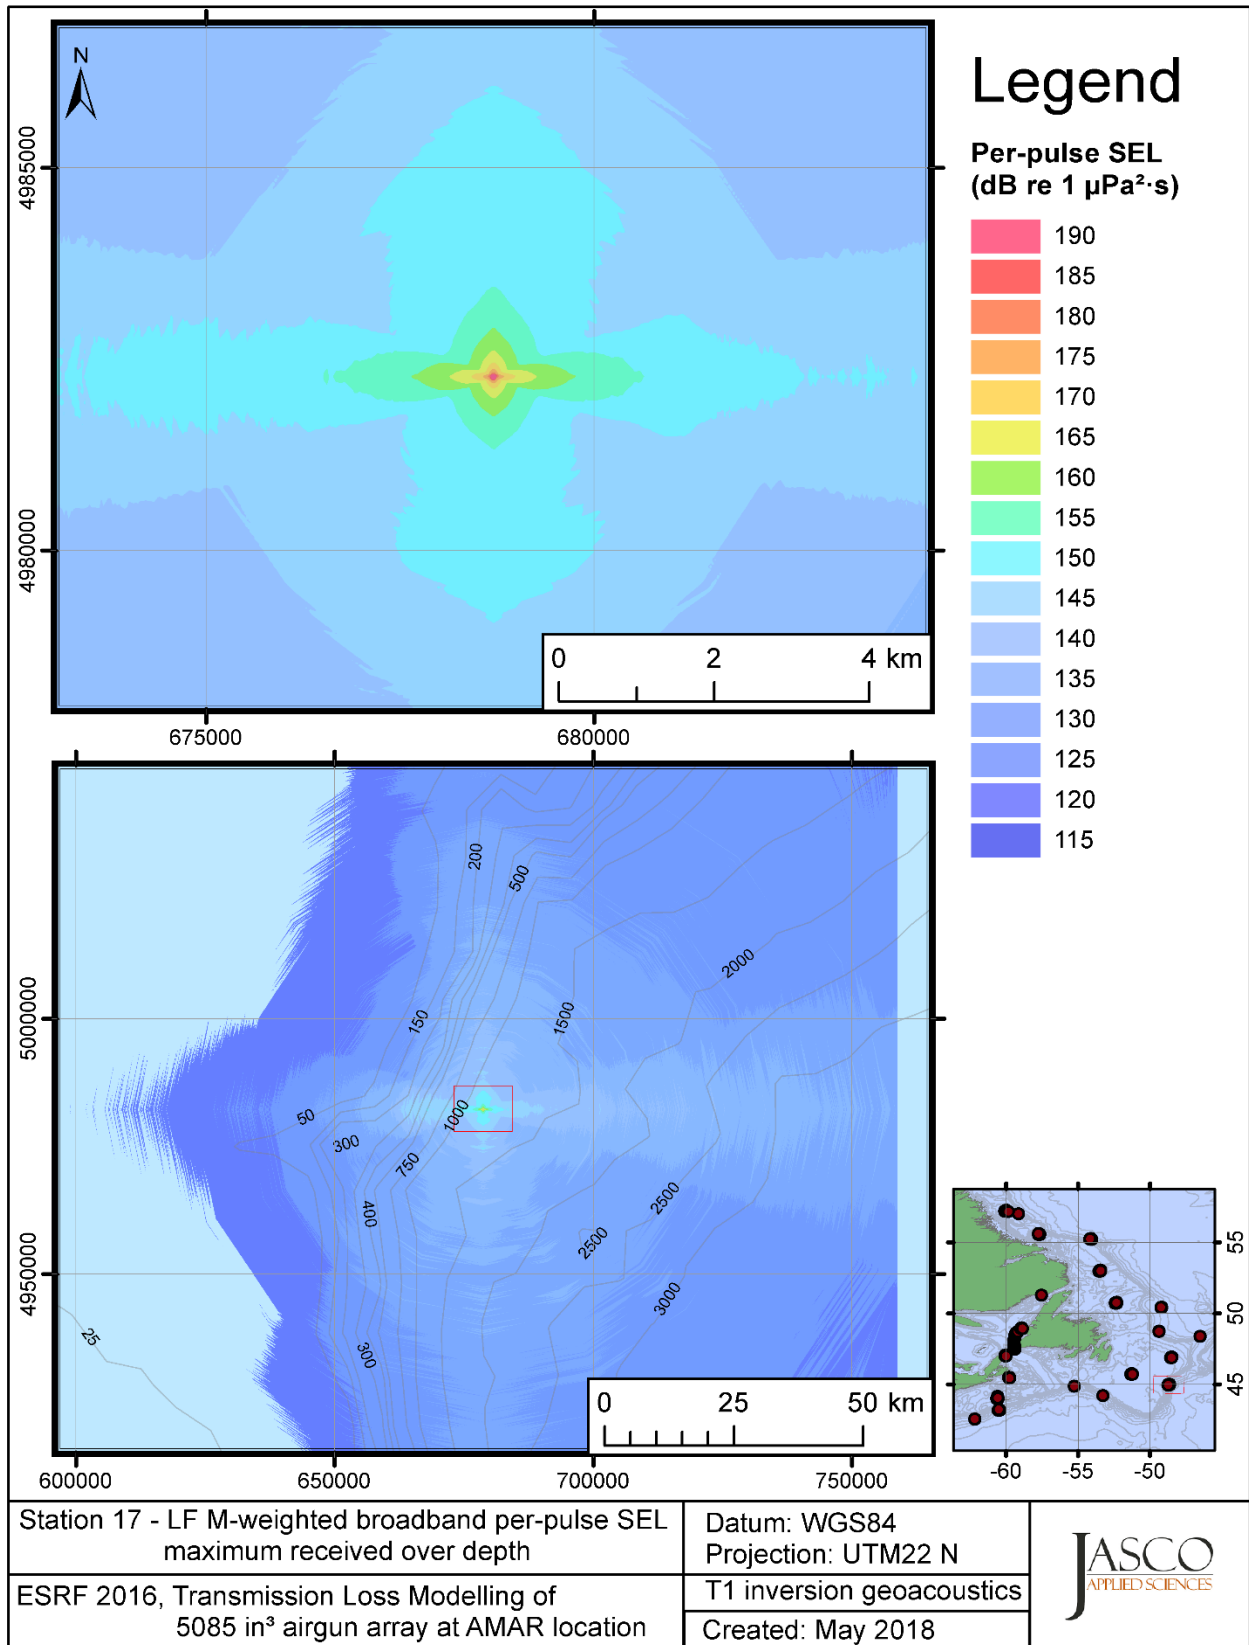 N
4985000
4980000
0 2 4 km
675000 680000
Legend
Per-pulse SEL
(dB re 1 µPa²·s)
190
185
180
175
170
165
160
155
150
145
140
135
130
125
120
115
5000000
4950000
200
500
2000
150
1500
50
1000
300
750
400
2500
2500
3000
300
25
0 25 50 km
600000 650000 700000 750000
55
50
45
-60 -55 -50
Station 17 - LF M-weighted broadband per-pulse SEL
maximum received over depth
ESRF 2016, Transmission Loss Modelling of
5085 in³ airgun array at AMAR location
Datum: WGS84
Projection: UTM22 N
T1 inversion geoacoustics
Created: May 2018
JASCO
APPLIED SCIENCES